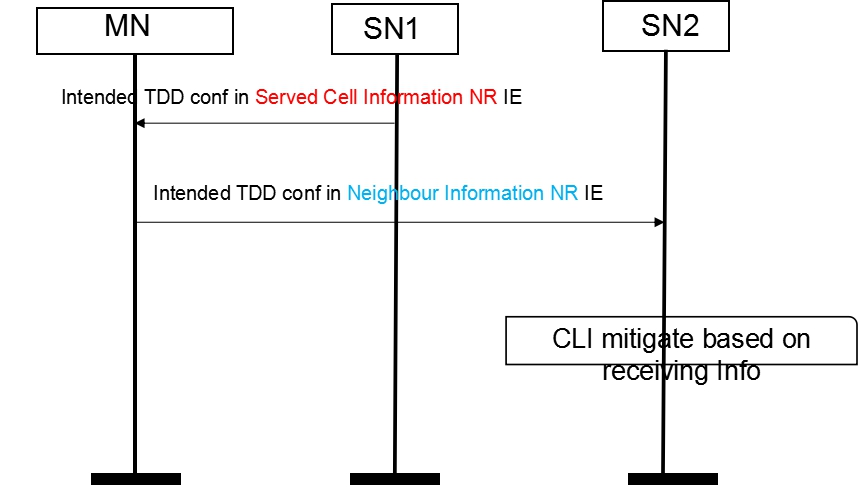 MN
SN1
SN2
Intended TDD conf in Served Cell Information NR IE
Intended TDD conf in Neighbour Information NR IE
CLI mitigate based on
receiving Info